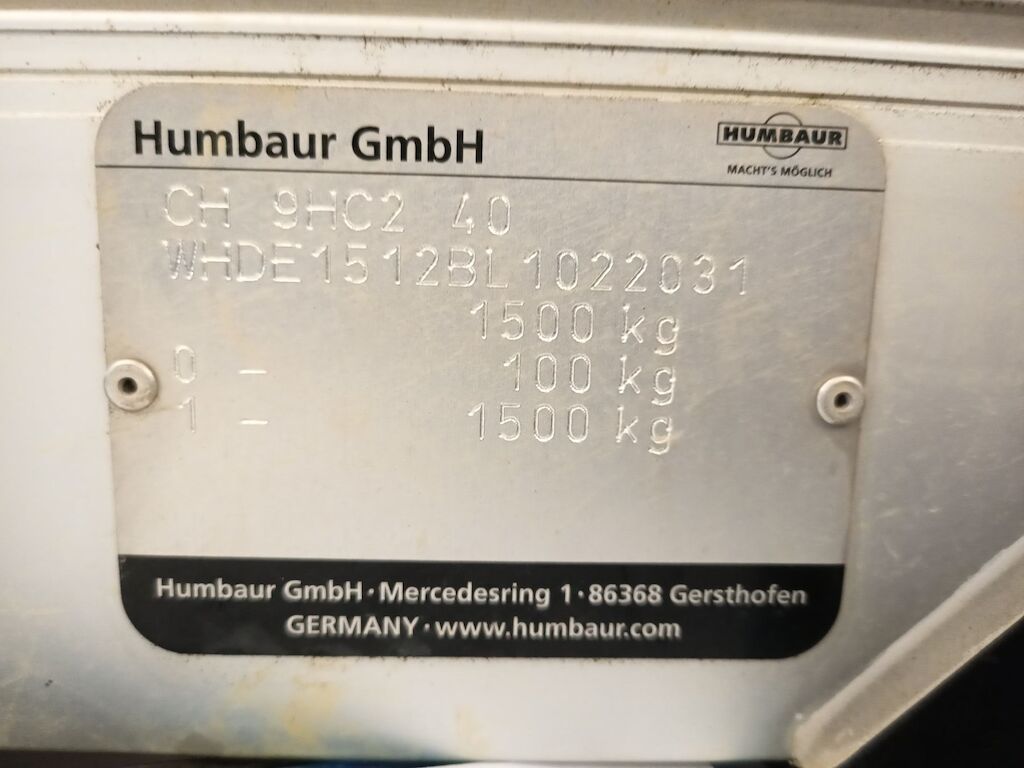 Humbaur GmbH
HUMBAUR
MACHT'S MÖGLICH
CH 9HC2 40
WHDE1512BL1022031
1500 kg
0 - 100 kg
1 - 1500 kg
Humbaur GmbH·Mercedesring 1·86368 Gersthofen
GERMANY·www.humbaur.com